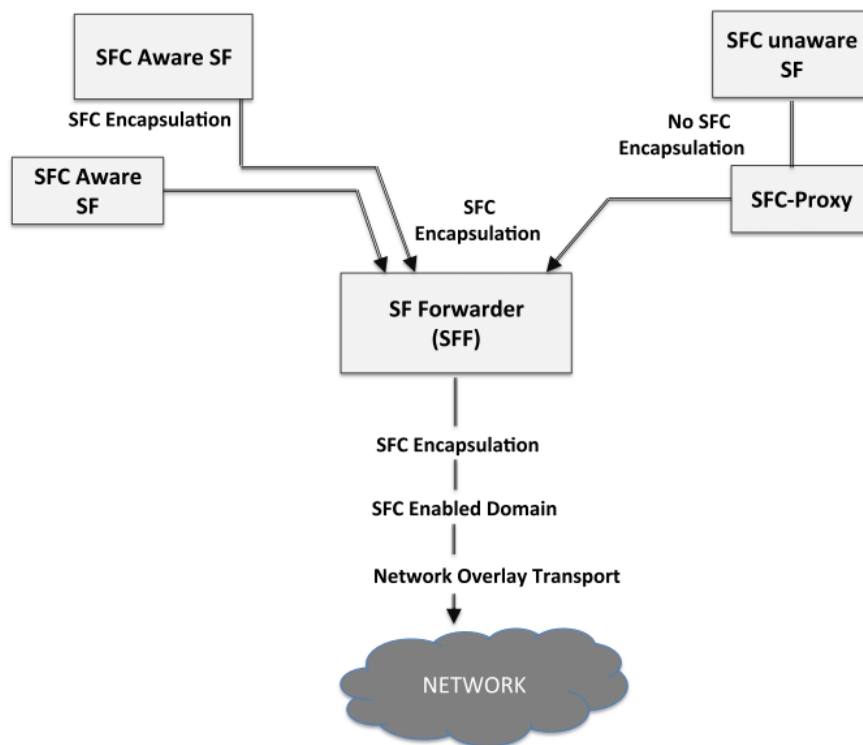 SFC Aware SF
SFC unaware
SF
SFC Encapsulation
No SFC
Encapsulation
SFC Aware
SF
SFC-Proxy
SFC
Encapsulation
SF Forwarder
(SFF)
SFC Encapsulation
SFC Enabled Domain
Network Overlay Transport
NETWORK